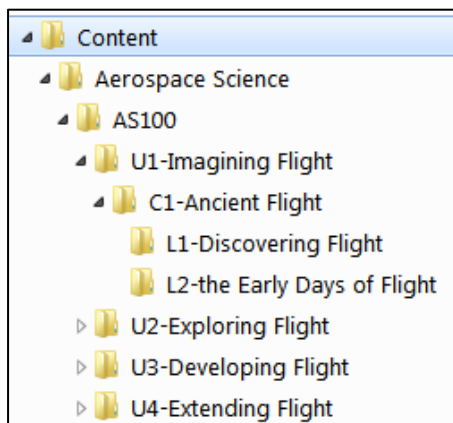 Content
Aerospace Science
AS100
U1-Imagining Flight
C1-Ancient Flight
L1-Discovering Flight
L2-the Early Days of Flight
U2-Exploring Flight
U3-Developing Flight
U4-Extending Flight